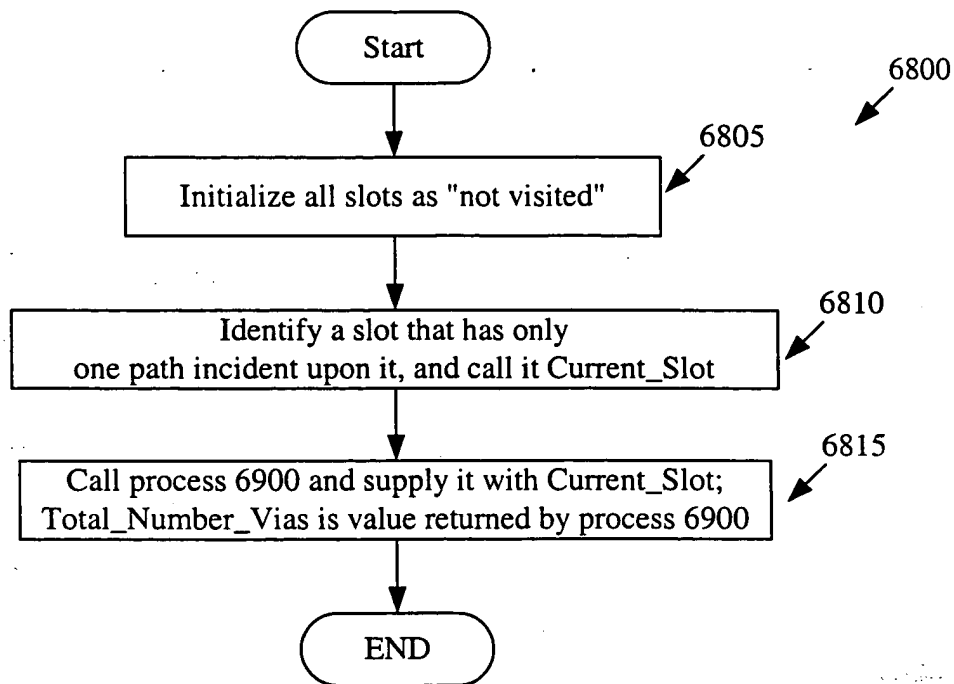 Start
6800
6805
Initialize all slots as "not visited"
6810
Identify a slot that has only
one path incident upon it, and call it Current_Slot
6815
Call process 6900 and supply it with Current_Slot;
Total_Number_Vias is value returned by process 6900
END